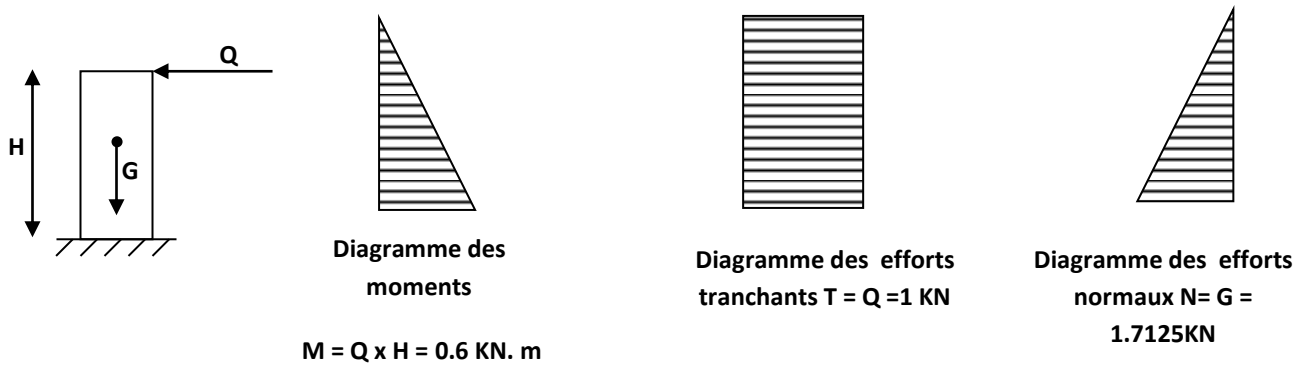 Q
H
G
Diagramme des
moments
M = Q x H = 0.6 KN. m
Diagramme des efforts
tranchants T = Q =1 KN
Diagramme des efforts
normaux N= G =
1.7125KN